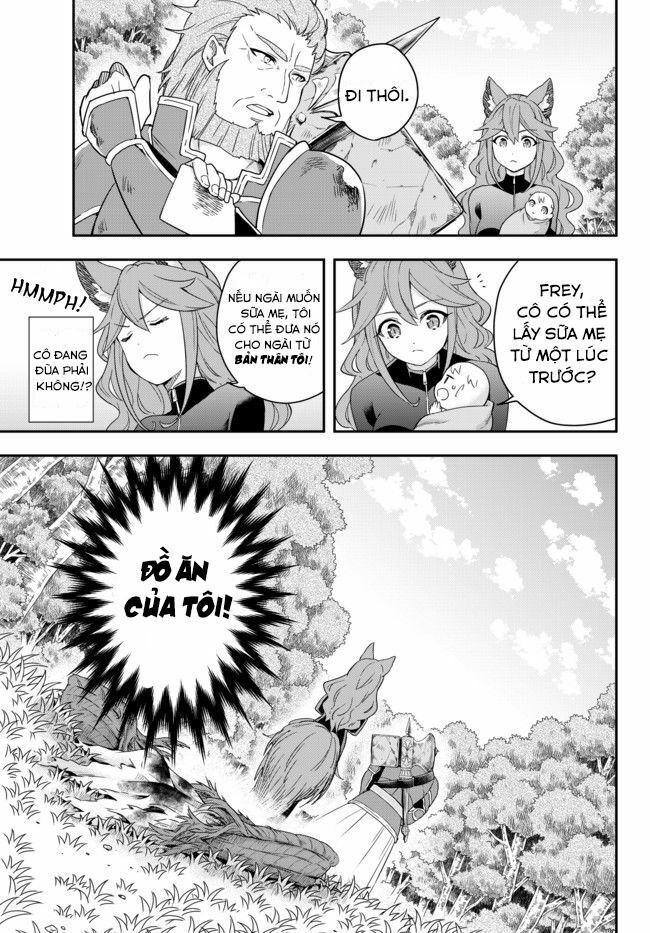 ĐI THÔI.
FREY,
CÔ CÓ THỂ
LẤY SỮA MẸ
TỪ MỘT LÚC
TRƯỚC?
NẾU NGÀI MUỐN
SỮA MẸ, TÔI
CÓ THỂ ĐƯA NÓ
CHO NGÀI TỪ
BẢN THÂN TÔI!
HMMPH!
CÔ ĐANG
ĐÙA PHẢI
KHÔNG!?
ĐỒ ĂN
CỦA TÔI!